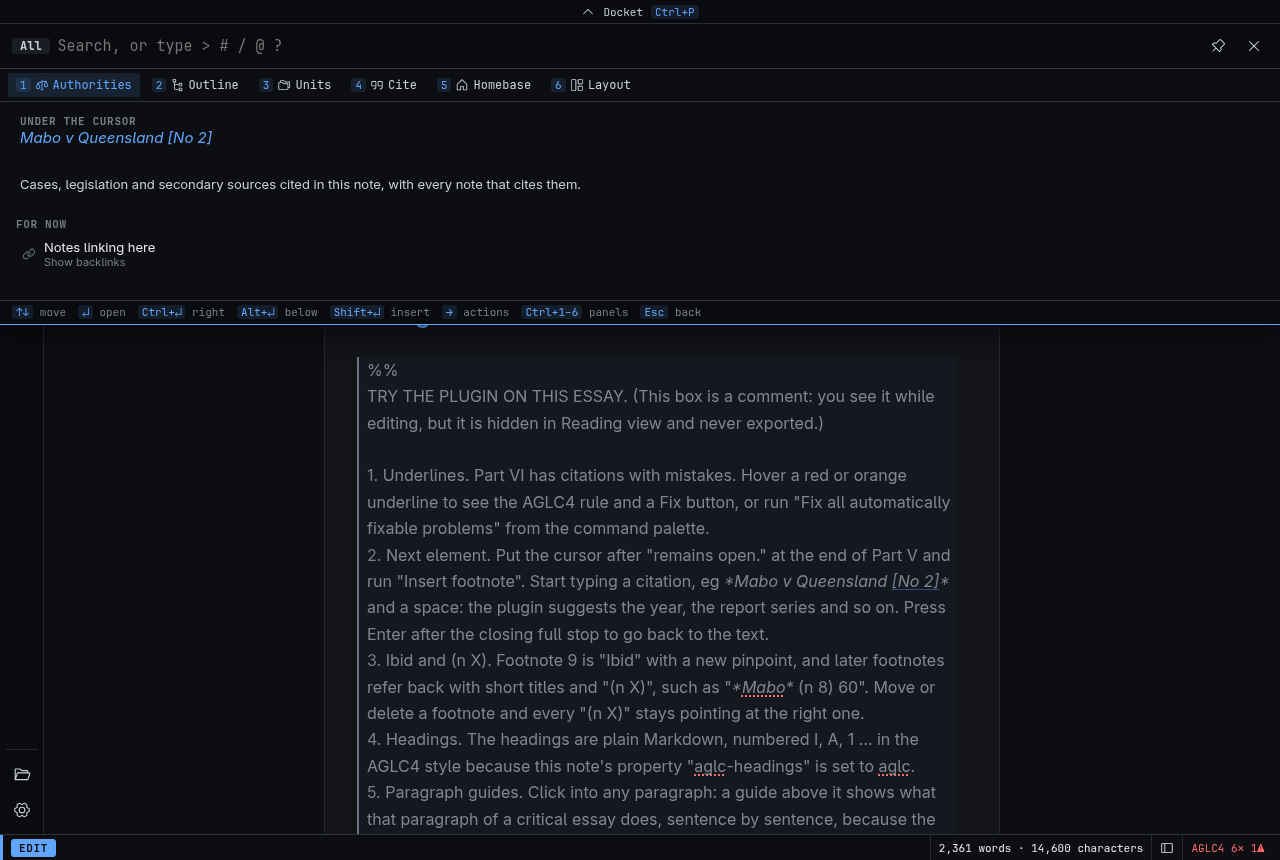 Docket Ctrl+P
All Search, or type > # / @ ?
1 Authorities 2 Outline 3 Units 4 Cite 5 Homebase 6 Layout
UNDER THE CURSOR
Mabo v Queensland [No 2]
Cases, legislation and secondary sources cited in this note, with every note that cites them.
FOR NOW
Notes linking here
Show backlinks
↑↓ move ↵ open Ctrl+↵ right Alt+↵ below Shift+↵ insert → actions Ctrl+1–6 panels Esc back
%%
TRY THE PLUGIN ON THIS ESSAY. (This box is a comment: you see it while
editing, but it is hidden in Reading view and never exported.)
1. Underlines. Part VI has citations with mistakes. Hover a red or orange
underline to see the AGLC4 rule and a Fix button, or run "Fix all automatically
fixable problems" from the command palette.
2. Next element. Put the cursor after "remains open." at the end of Part V and
run "Insert footnote". Start typing a citation, eg *Mabo v Queensland [No 2]*
and a space: the plugin suggests the year, the report series and so on. Press
Enter after the closing full stop to go back to the text.
3. Ibid and (n X). Footnote 9 is "Ibid" with a new pinpoint, and later footnotes
refer back with short titles and "(n X)", such as "*Mabo* (n 8) 60". Move or
delete a footnote and every "(n X)" stays pointing at the right one.
4. Headings. The headings are plain Markdown, numbered I, A, 1 ... in the
AGLC4 style because this note's property "aglc-headings" is set to aglc.
5. Paragraph guides. Click into any paragraph: a guide above it shows what
that paragraph of a critical essay does, sentence by sentence, because the
EDIT 2,361 words · 14,600 characters AGLC4 6× 1⚠